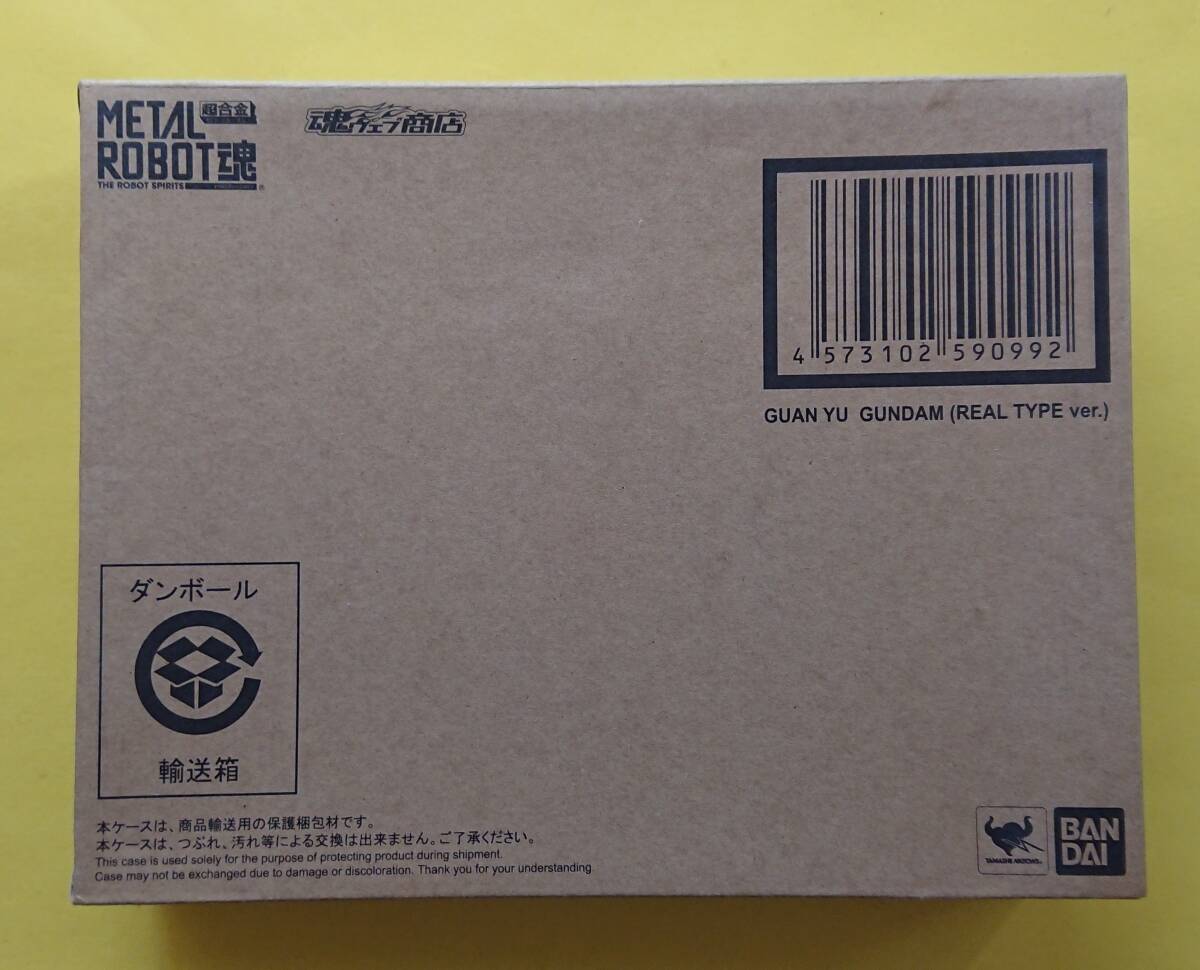 METAL 超合金
ROBOT魂
THE ROBOT SPIRITS
魂ウェブ商店
4 573102 590992
GUAN YU GUNDAM (REAL TYPE ver.)
ダンボール
輸送箱
本ケースは、商品輸送用の保護梱包材です。
本ケースは、つぶれ、汚れ等による交換は出来ません。ご了承ください。
This case is used solely for the purpose of protecting product during shipment.
Case may not be exchanged due to damage or discoloration. Thank you for your understanding.
TAMASHII NATIONS
BAN
DAI